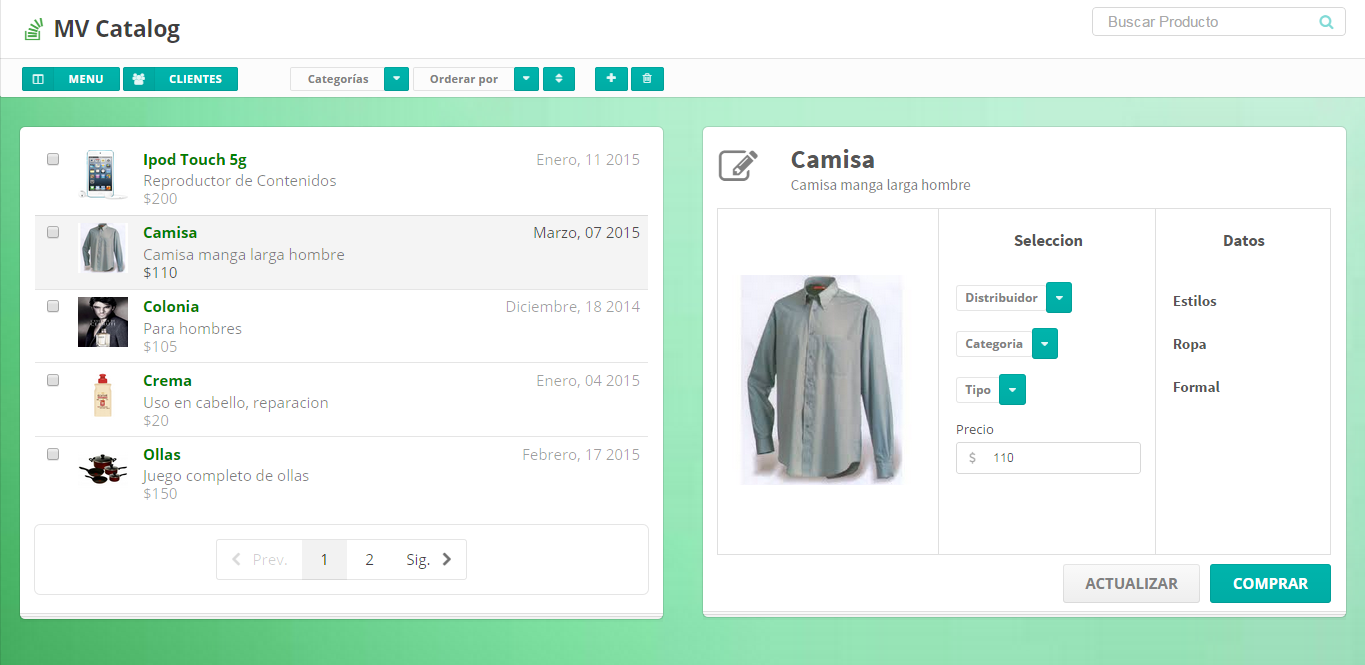 MV Catalog
Buscar Producto
MENU
CLIENTES
Categorías
Orderar por
Ipod Touch 5g
Enero, 11 2015
Reproductor de Contenidos
$200
Camisa
Marzo, 07 2015
Camisa manga larga hombre
$110
Colonia
Diciembre, 18 2014
Para hombres
$105
Crema
Enero, 04 2015
Uso en cabello, reparacion
$20
Ollas
Febrero, 17 2015
Juego completo de ollas
$150
Prev.
1
2
Sig.
Camisa
Camisa manga larga hombre
Seleccion
Distribuidor
Categoria
Tipo
Precio
$ 110
Datos
Estilos
Ropa
Formal
ACTUALIZAR
COMPRAR